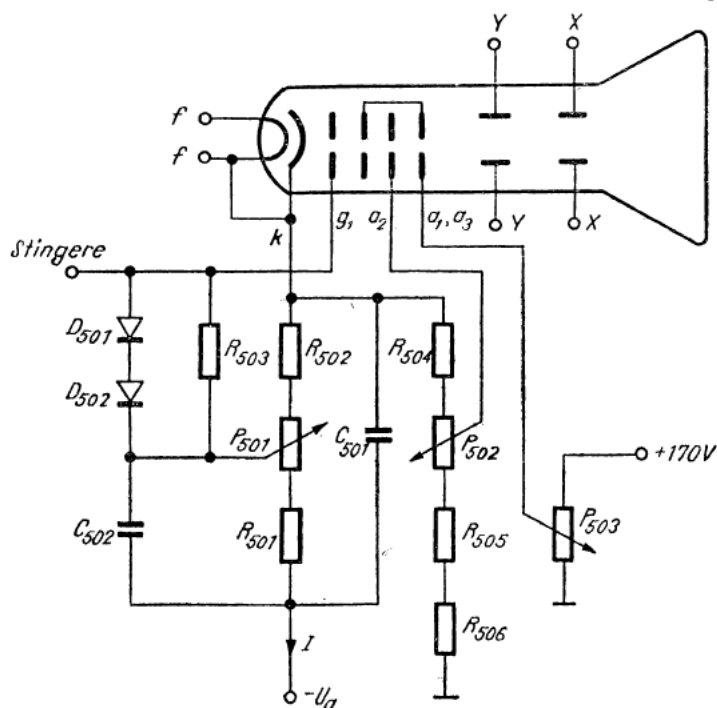 Y X
f
f
g1 a2 a1, a3 Y X
k
Stingere
D501
R503 R502 R504
D502
P501 C501 P502 +170V
P503
C502 R501 R505
R506
I
-Ua